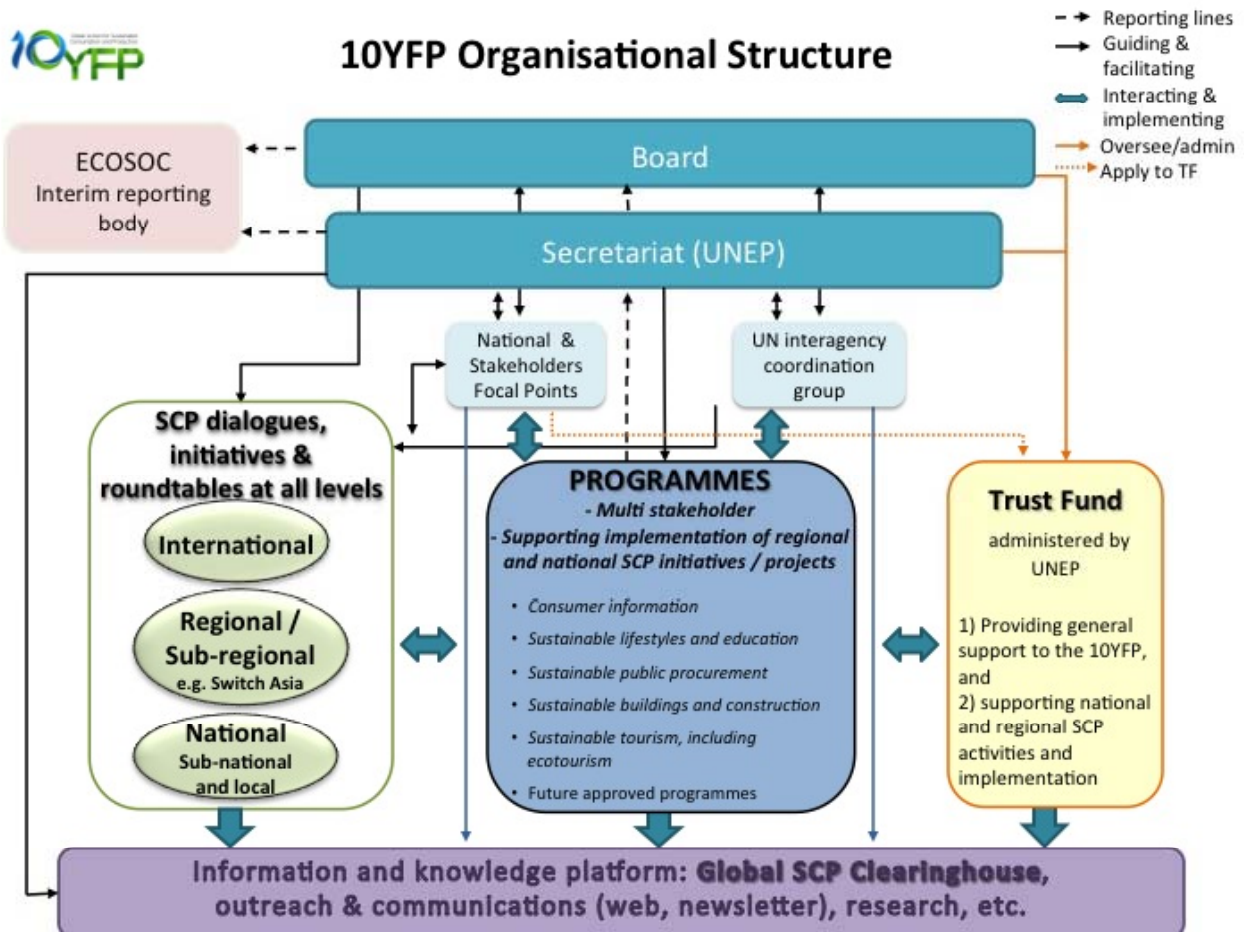 10YFP
10YFP Organisational Structure
Reporting lines
Guiding &
facilitating
Interacting &
implementing
Oversee/admin
Apply to TF
ECOSOC
Interim reporting
body
Board
Secretariat (UNEP)
National &
Stakeholders
Focal Points
UN interagency
coordination
group
SCP dialogues,
initiatives &
roundtables at all levels
International
Regional /
Sub-regional
e.g. Switch Asia
National
Sub-national
and local
PROGRAMMES
- Multi stakeholder
- Supporting implementation of regional
and national SCP initiatives / projects
• Consumer information
• Sustainable lifestyles and education
• Sustainable public procurement
• Sustainable buildings and construction
• Sustainable tourism, including
ecotourism
• Future approved programmes
Trust Fund
administered by
UNEP
1) Providing general
support to the 10YFP,
and
2) supporting national
and regional SCP
activities and
implementation
Information and knowledge platform: Global SCP Clearinghouse,
outreach & communications (web, newsletter), research, etc.